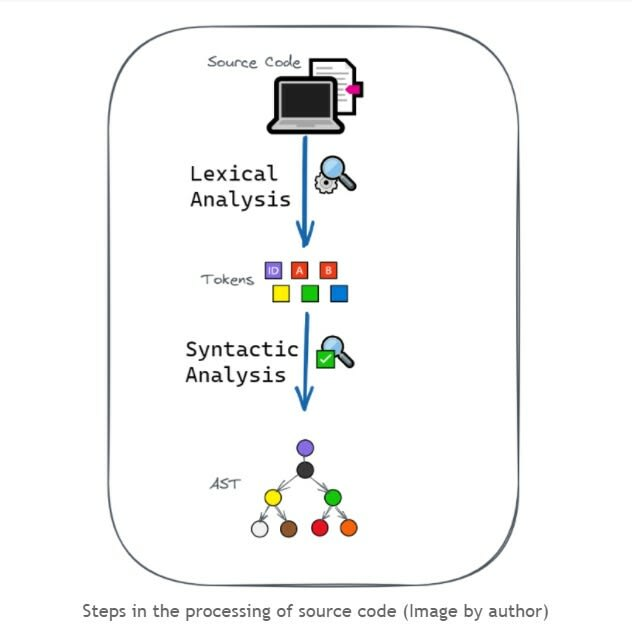 Source Code
Lexical
Analysis
Tokens
ID A B
Syntactic
Analysis
AST
Steps in the processing of source code (Image by author)